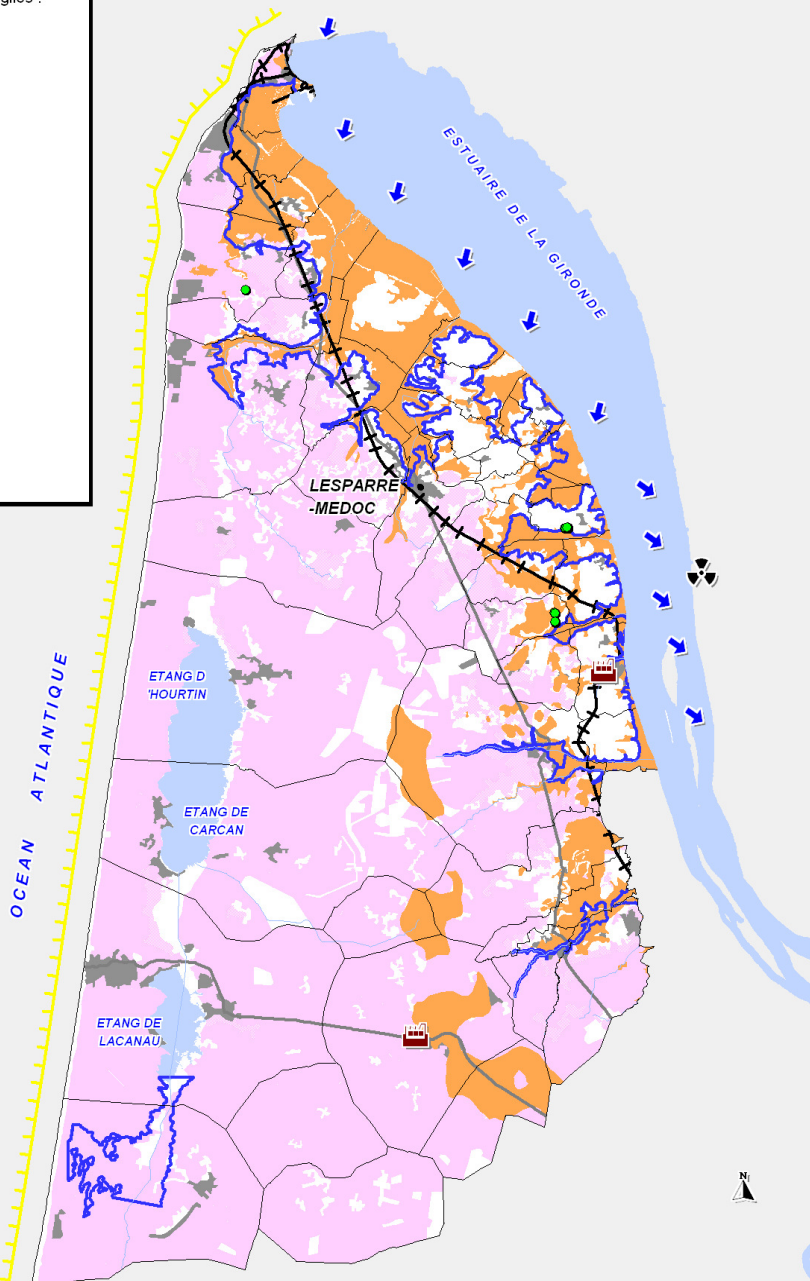 ESTUAIRE DE LA GIRONDE
LESPARRE
-MEDOC
ETANG D
'HOURTIN
OCEAN ATLANTIQUE
ETANG DE
CARCAN
ETANG DE
LACANAU
N